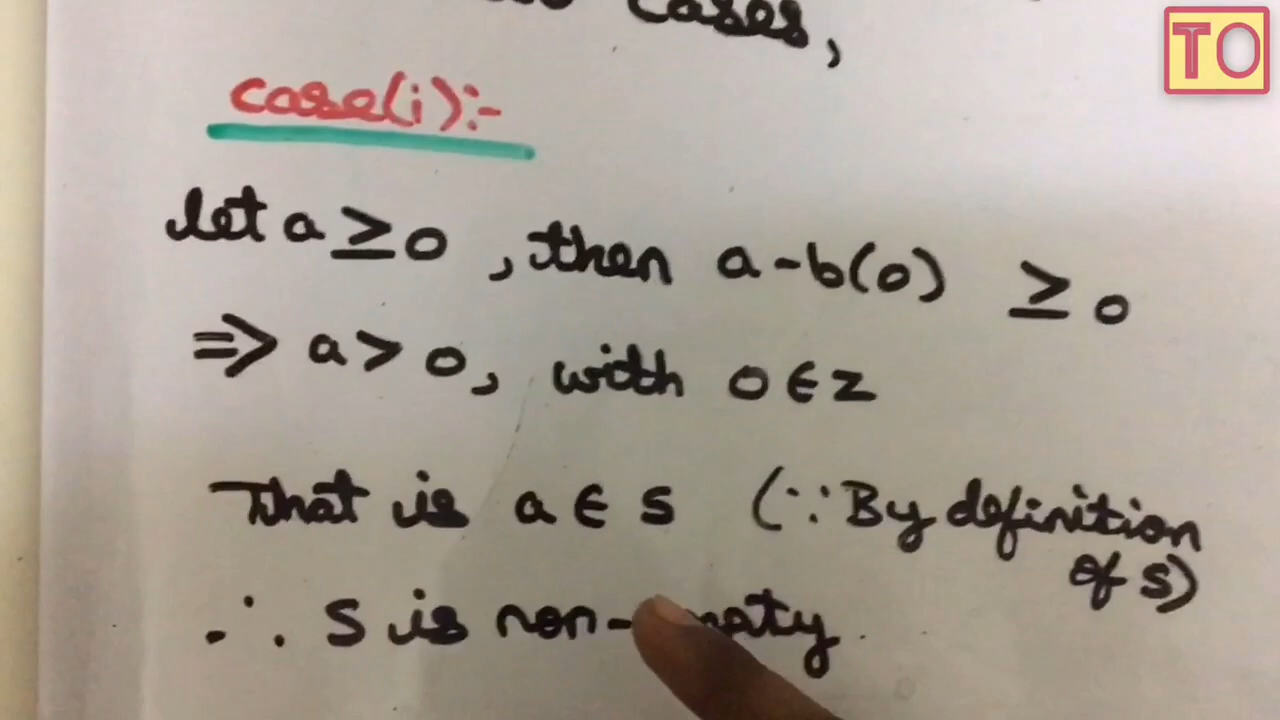 cases,
TO
case(i):-
let a ≥ 0, then a-b(0) ≥ 0
⇒ a > 0, with 0 ∈ z
That is a ∈ s (∵ By definition
of s)
∴ S is non-